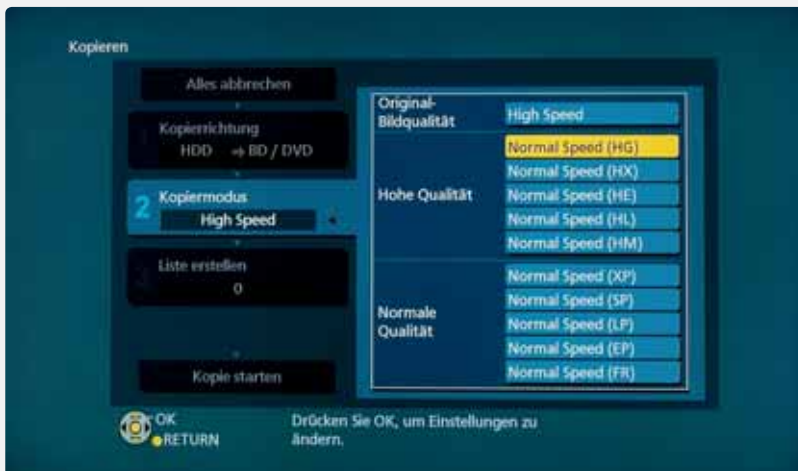 Kopieren
Alles abbrechen
1 Kopierrichtung
HDD ⇒ BD / DVD
2 Kopiermodus
High Speed
3 Liste erstellen
0
Kopie starten
Original-
Bildqualität
High Speed
Hohe Qualität
Normal Speed (HG)
Normal Speed (HX)
Normal Speed (HE)
Normal Speed (HL)
Normal Speed (HM)
Normale
Qualität
Normal Speed (XP)
Normal Speed (SP)
Normal Speed (LP)
Normal Speed (EP)
Normal Speed (FR)
OK
RETURN
Drücken Sie OK, um Einstellungen zu
ändern.